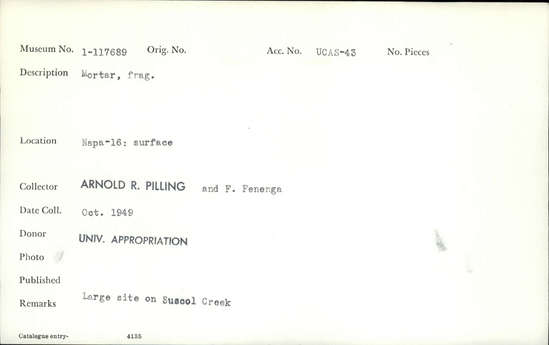 Museum No. 1-117689 Orig. No. Acc. No. UCAS-43 No. Pieces
Description Mortar, frag.
Location Napa-16: surface
Collector ARNOLD R. PILLING and F. Fenenga
Date Coll. Oct. 1949
Donor UNIV. APPROPRIATION
Photo
Published
Remarks Large site on Suscol Creek
Catalogue entry- 4135